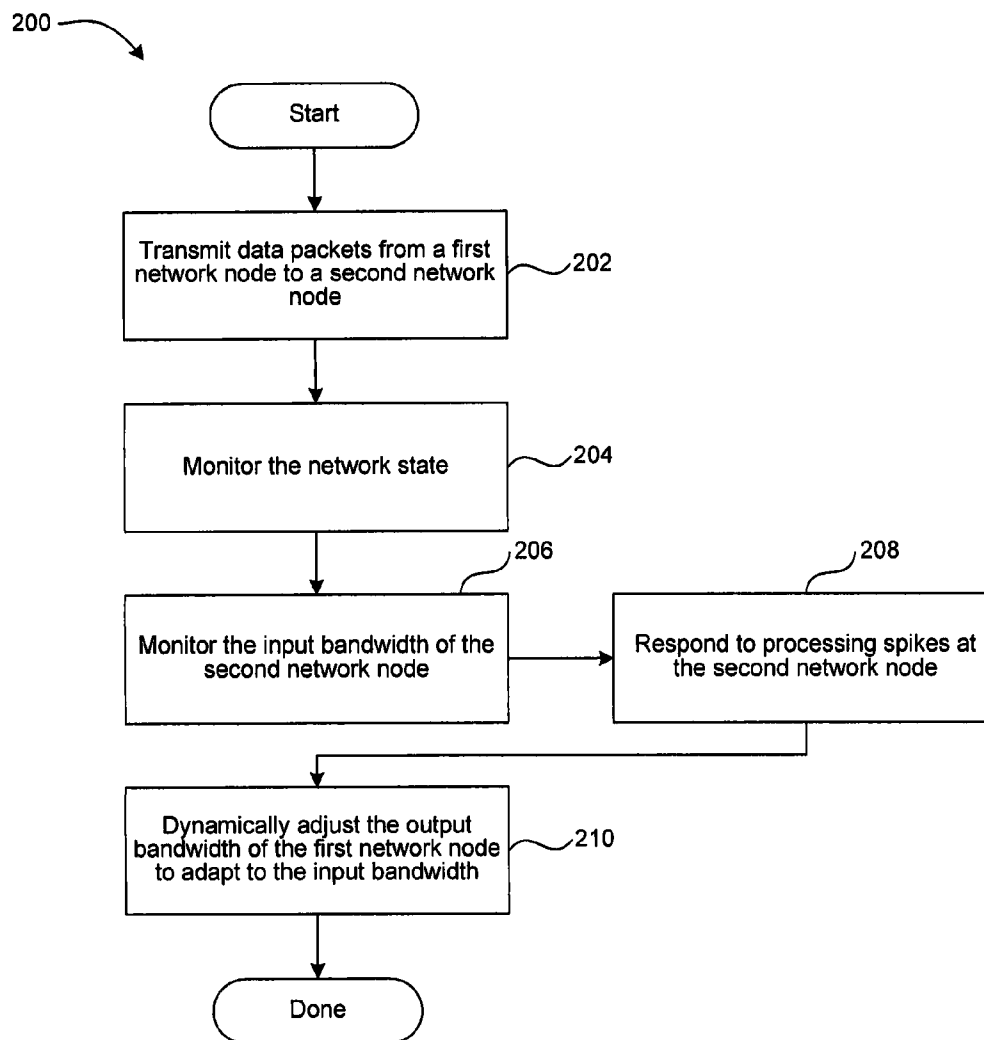 200
Start
Transmit data packets from a first
network node to a second network
node
202
Monitor the network state
204
206
208
Monitor the input bandwidth of the
second network node
Respond to processing spikes at
the second network node
Dynamically adjust the output
bandwidth of the first network node
to adapt to the input bandwidth
210
Done